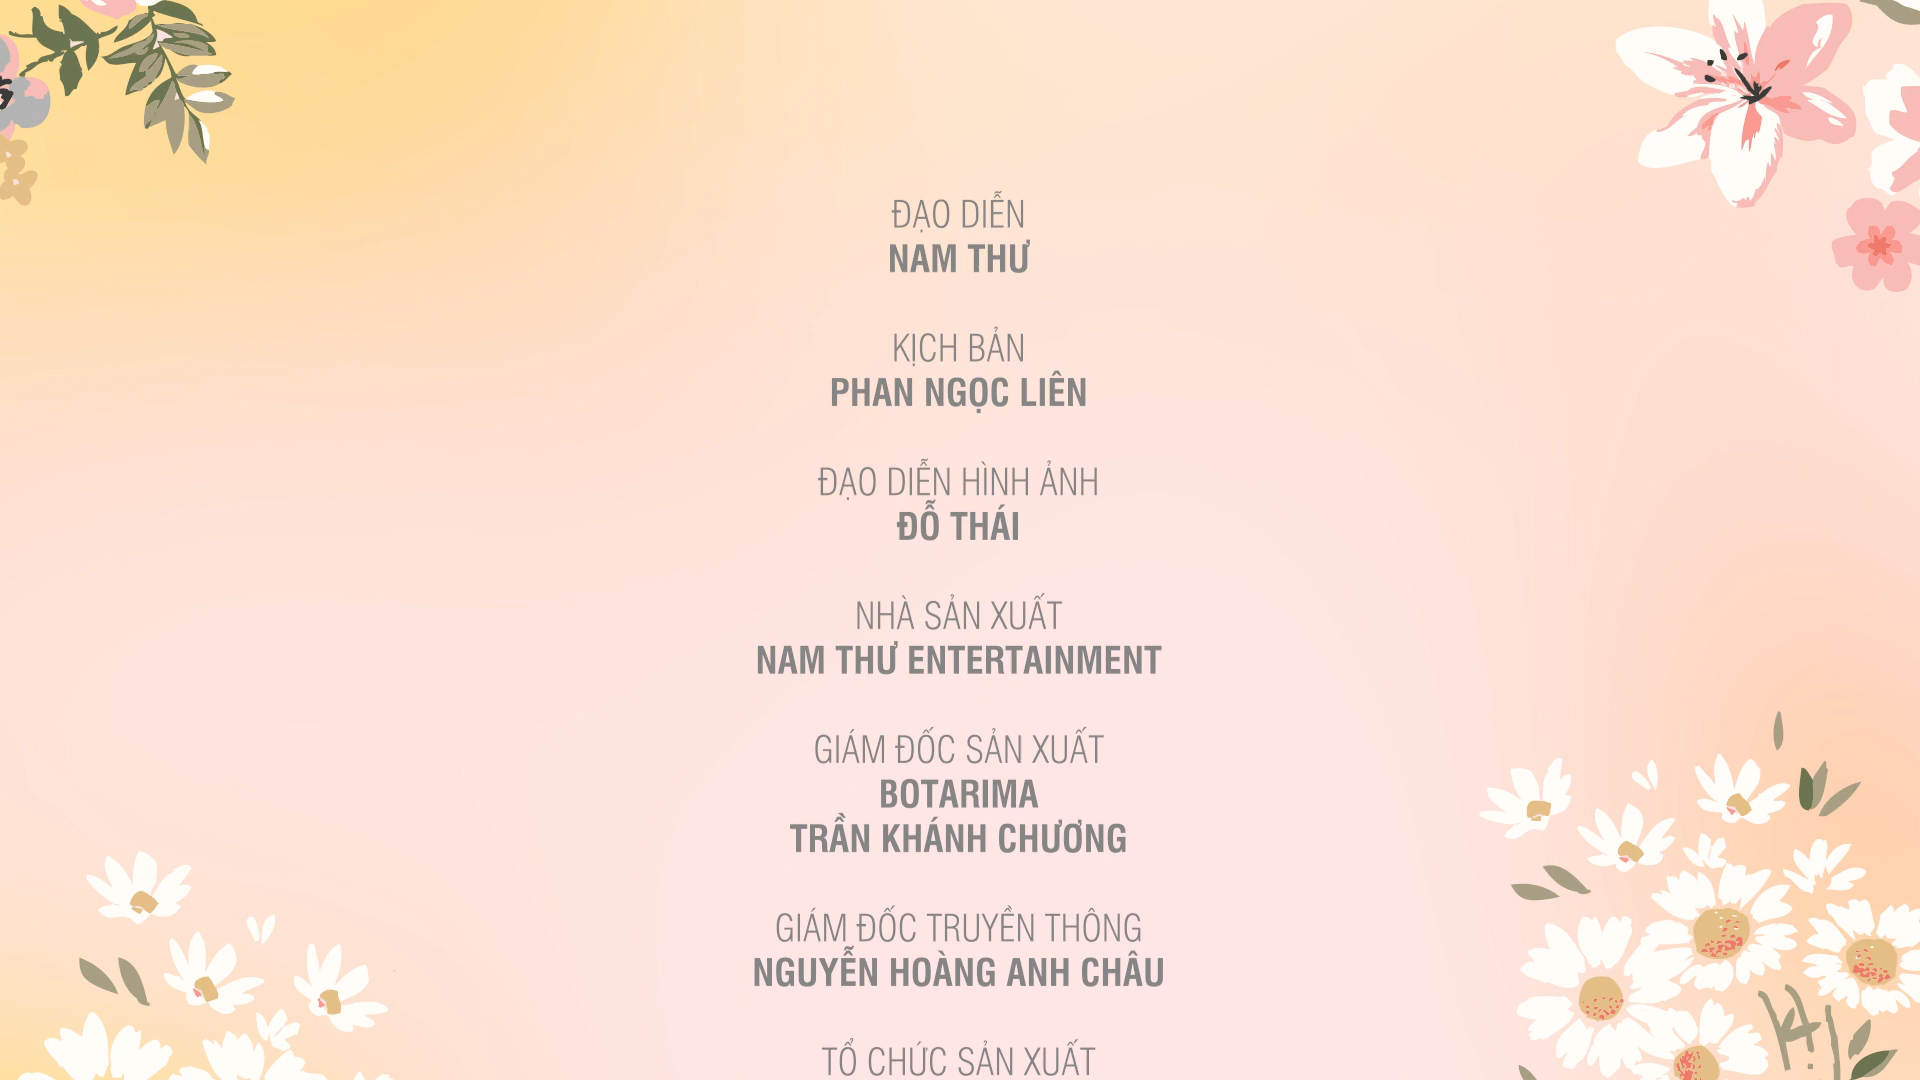 ĐẠO DIỄN
NAM THƯ
KỊCH BẢN
PHAN NGỌC LIÊN
ĐẠO DIỄN HÌNH ẢNH
ĐỖ THÁI
NHÀ SẢN XUẤT
NAM THƯ ENTERTAINMENT
GIÁM ĐỐC SẢN XUẤT
BOTARIMA
TRẦN KHÁNH CHƯƠNG
GIÁM ĐỐC TRUYỀN THÔNG
NGUYỄN HOÀNG ANH CHÂU
TỔ CHỨC SẢN XUẤT